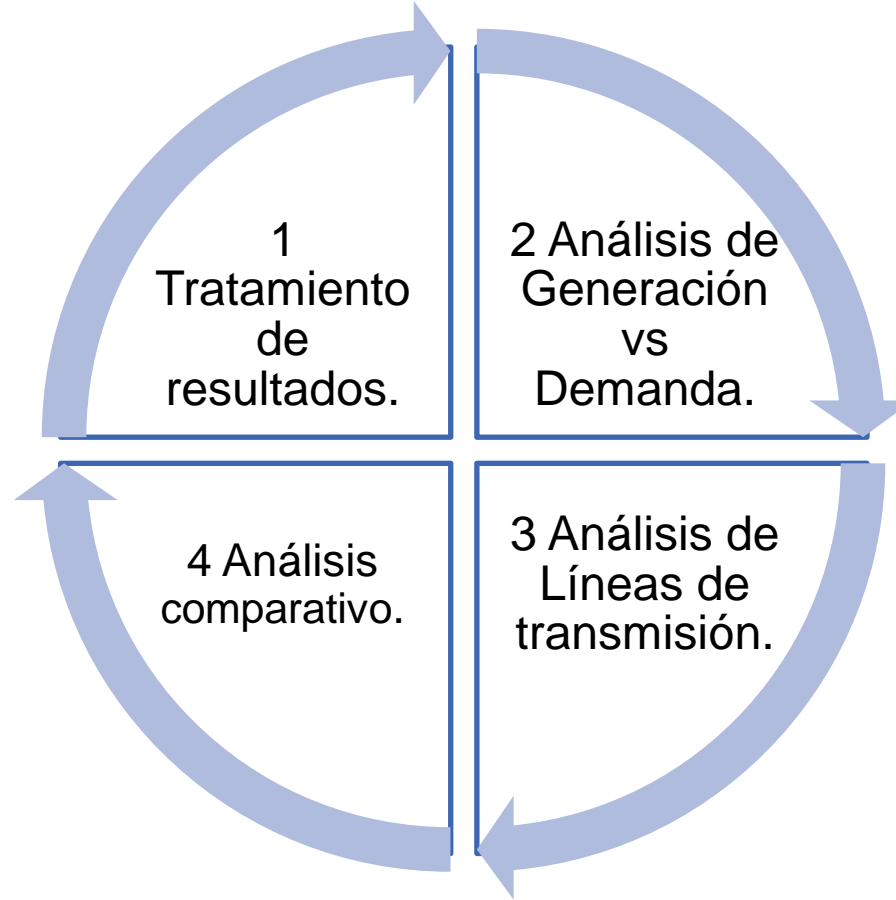 1
Tratamiento
de
resultados.
2 Análisis de
Generación
vs
Demanda.
3 Análisis de
Líneas de
transmisión.
4 Análisis
comparativo.